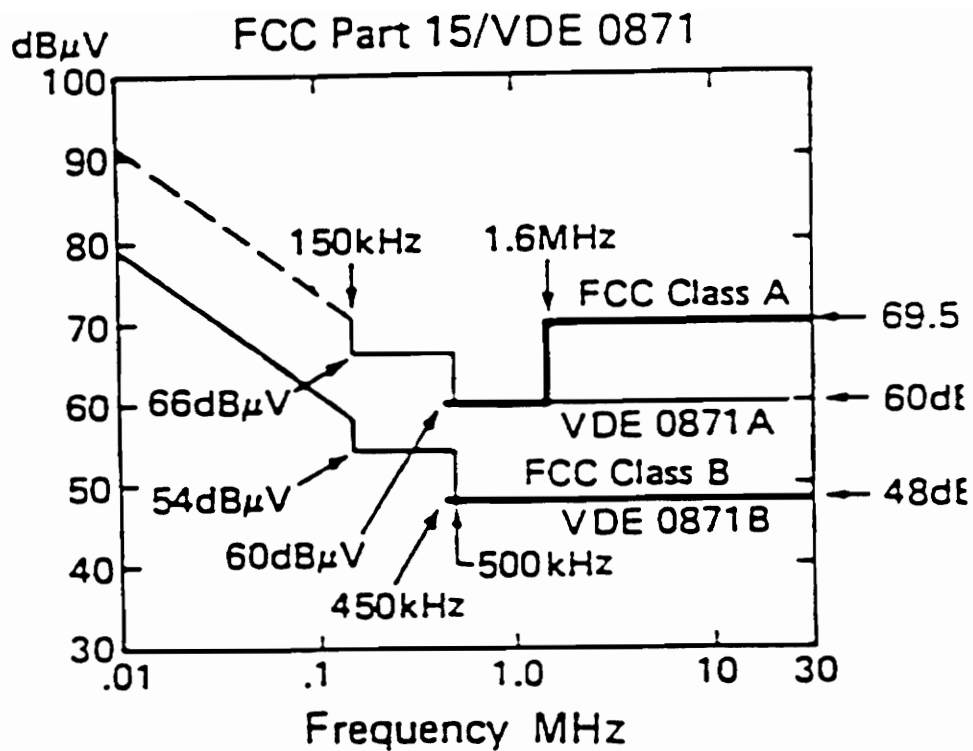 FCC Part 15/VDE 0871
dBμV
100
90
80
70
60
50
40
30
150kHz
1.6MHz
FCC Class A
69.5
66dBμV
60dB
VDE 0871A
54dBμV
FCC Class B
48dB
VDE 0871B
60dBμV
500kHz
450kHz
.01
.1
1.0
10
30
Frequency MHz